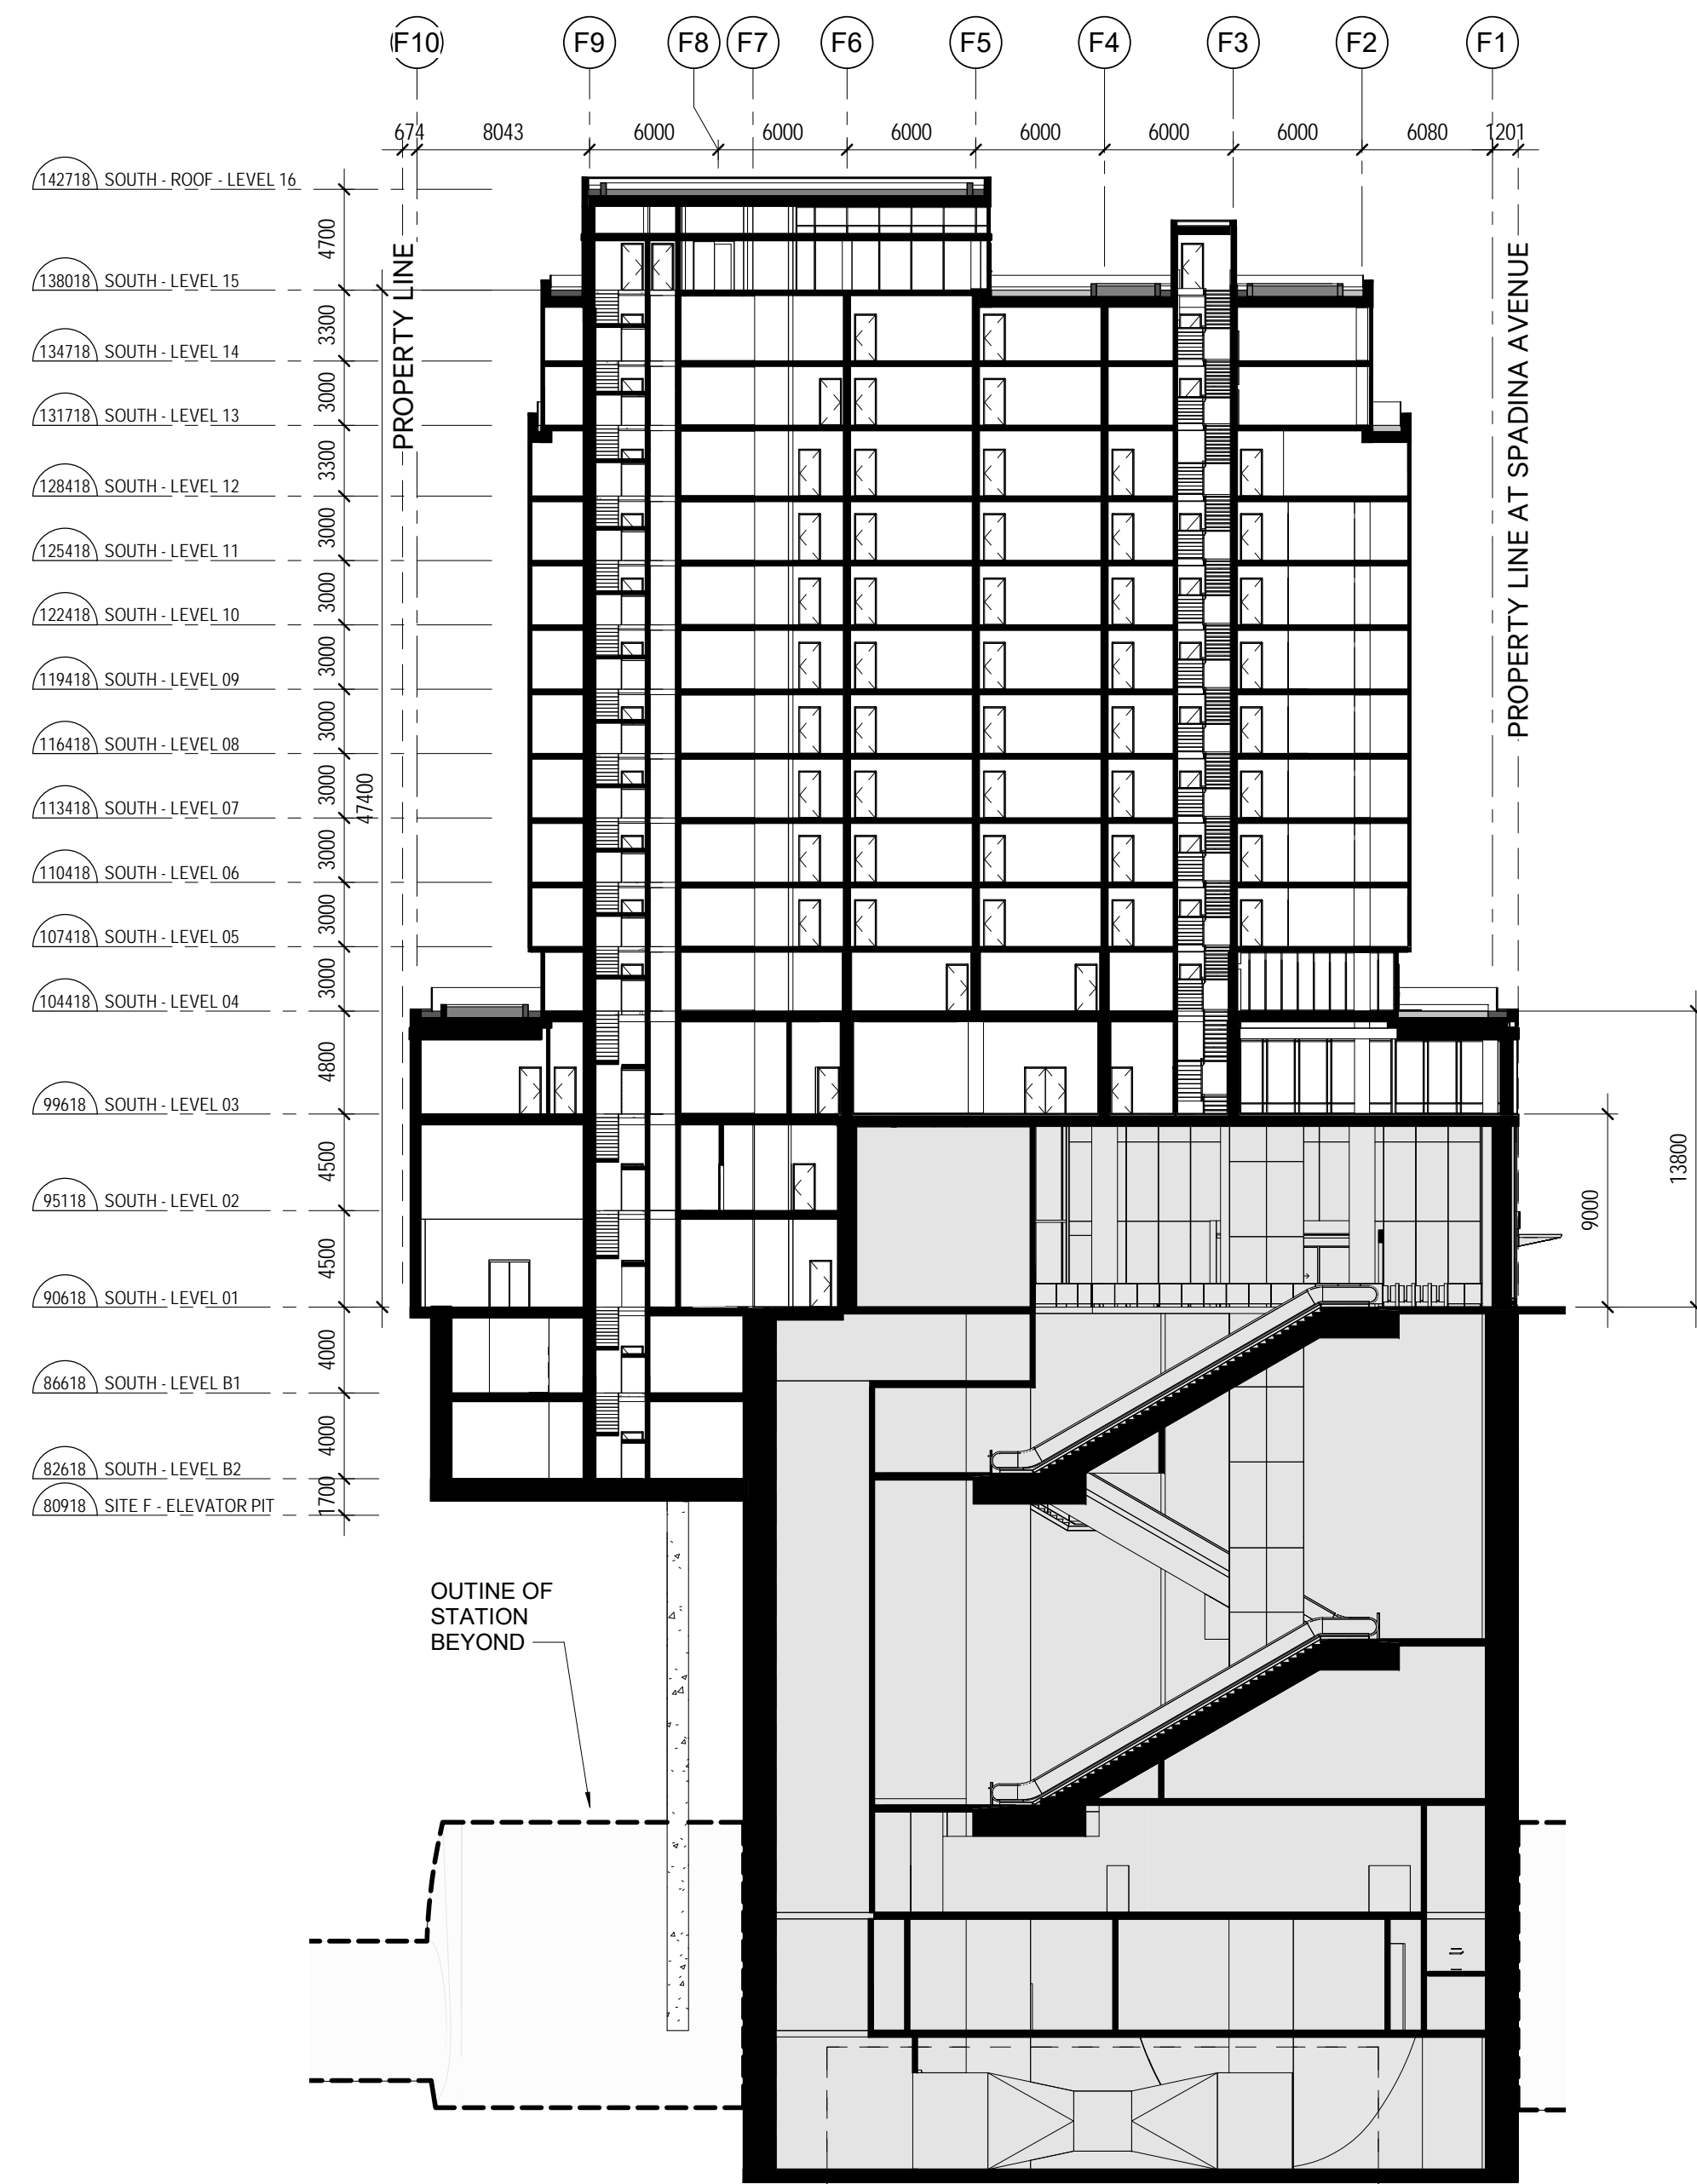 F10 F9 F8 F7 F6 F5 F4 F3 F2 F1
674 8043 6000 6000 6000 6000 6000 6000 6080 1201
142718 SOUTH - ROOF - LEVEL 16
4700
138018 SOUTH - LEVEL 15
3300
134718 SOUTH - LEVEL 14
3000
131718 SOUTH - LEVEL 13
3300
128418 SOUTH - LEVEL 12
3000
125418 SOUTH - LEVEL 11
3000
122418 SOUTH - LEVEL 10
3000
119418 SOUTH - LEVEL 09
3000
116418 SOUTH - LEVEL 08
3000
113418 SOUTH - LEVEL 07
3000
110418 SOUTH - LEVEL 06
3000
107418 SOUTH - LEVEL 05
3000
104418 SOUTH - LEVEL 04
4800
99618 SOUTH - LEVEL 03
4500
95118 SOUTH - LEVEL 02
4500
90618 SOUTH - LEVEL 01
4000
86618 SOUTH - LEVEL B1
4000
82618 SOUTH - LEVEL B2
1700
80918 SITE F - ELEVATOR PIT
47400
PROPERTY LINE
PROPERTY LINE AT SPADINA AVENUE
9000
13800
OUTINE OF
STATION
BEYOND